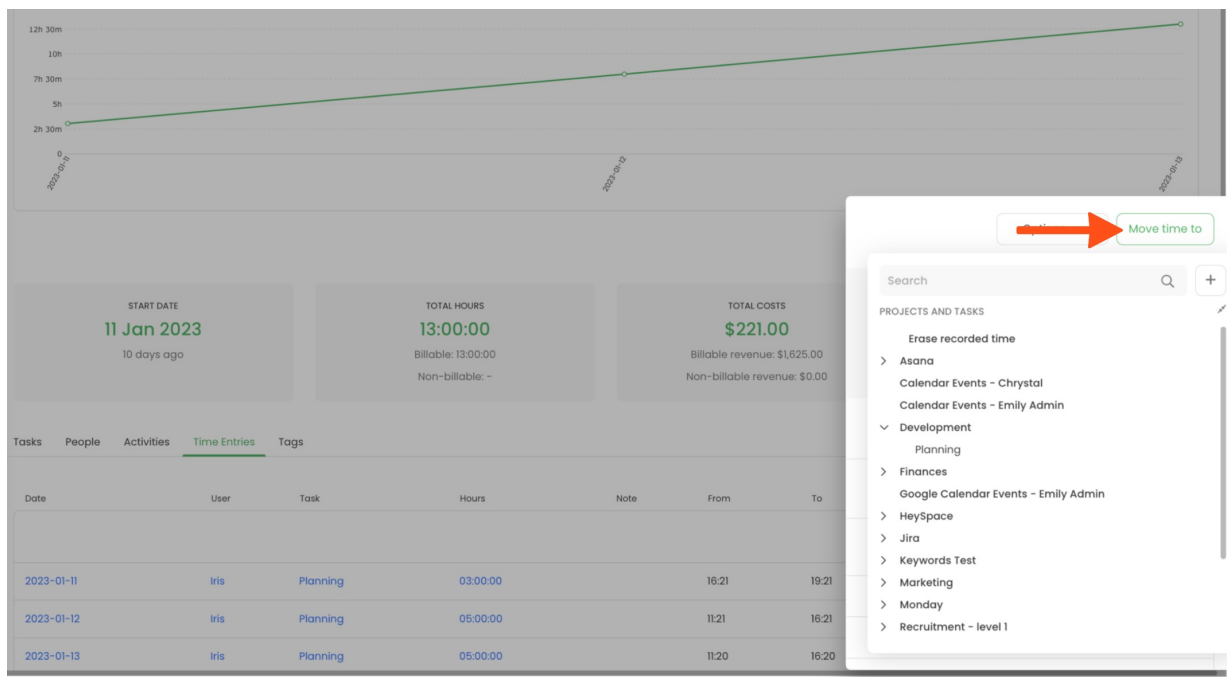 12h 30m
10h
7h 30m
5h
2h 30m
0
2023-01-11
2023-01-12
2023-01-13
Move time to
Search
+
PROJECTS AND TASKS
Erase recorded time
Asana
Calendar Events - Chrystal
Calendar Events - Emily Admin
Development
Planning
Finances
Google Calendar Events - Emily Admin
HeySpace
Jira
Keywords Test
Marketing
Monday
Recruitment - level 1
START DATE
11 Jan 2023
10 days ago
TOTAL HOURS
13:00:00
Billable: 13:00:00
Non-billable: -
TOTAL COSTS
$221.00
Billable revenue: $1,625.00
Non-billable revenue: $0.00
Tasks People Activities Time Entries Tags
Date User Task Hours Note From To
2023-01-11 Iris Planning 03:00:00 16:21 19:21
2023-01-12 Iris Planning 05:00:00 11:21 16:21
2023-01-13 Iris Planning 05:00:00 11:20 16:20